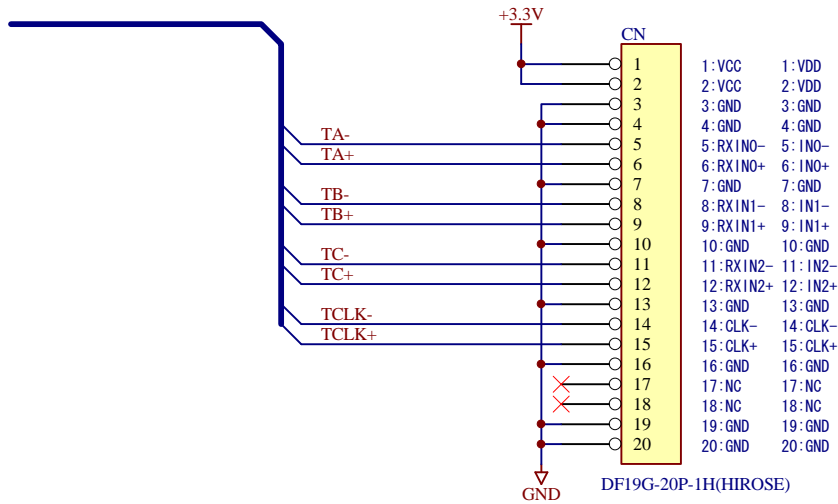 +3.3V
CN
1 1:VCC 1:VDD
2 2:VCC 2:VDD
3 3:GND 3:GND
4 4:GND 4:GND
TA- 5 5:RXIN0- 5:IN0-
TA+ 6 6:RXIN0+ 6:IN0+
7 7:GND 7:GND
TB- 8 8:RXIN1- 8:IN1-
TB+ 9 9:RXIN1+ 9:IN1+
10 10:GND 10:GND
TC- 11 11:RXIN2- 11:IN2-
TC+ 12 12:RXIN2+ 12:IN2+
13 13:GND 13:GND
TCLK- 14 14:CLK- 14:CLK-
TCLK+ 15 15:CLK+ 15:CLK+
16 16:GND 16:GND
17 17:NC 17:NC
18 18:NC 18:NC
19 19:GND 19:GND
20 20:GND 20:GND
DF19G-20P-1H(HIROSE)
GND